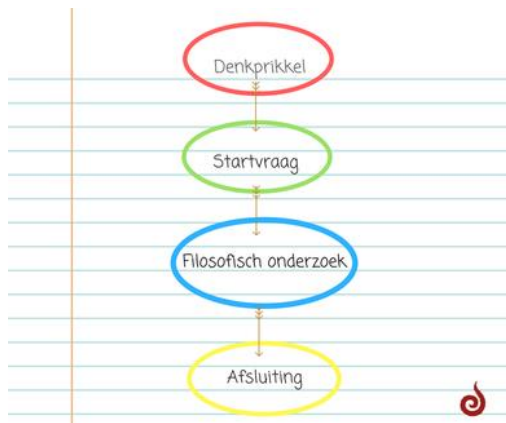 Denkprikkel
Startvraag
Filosofisch onderzoek
Afsluiting